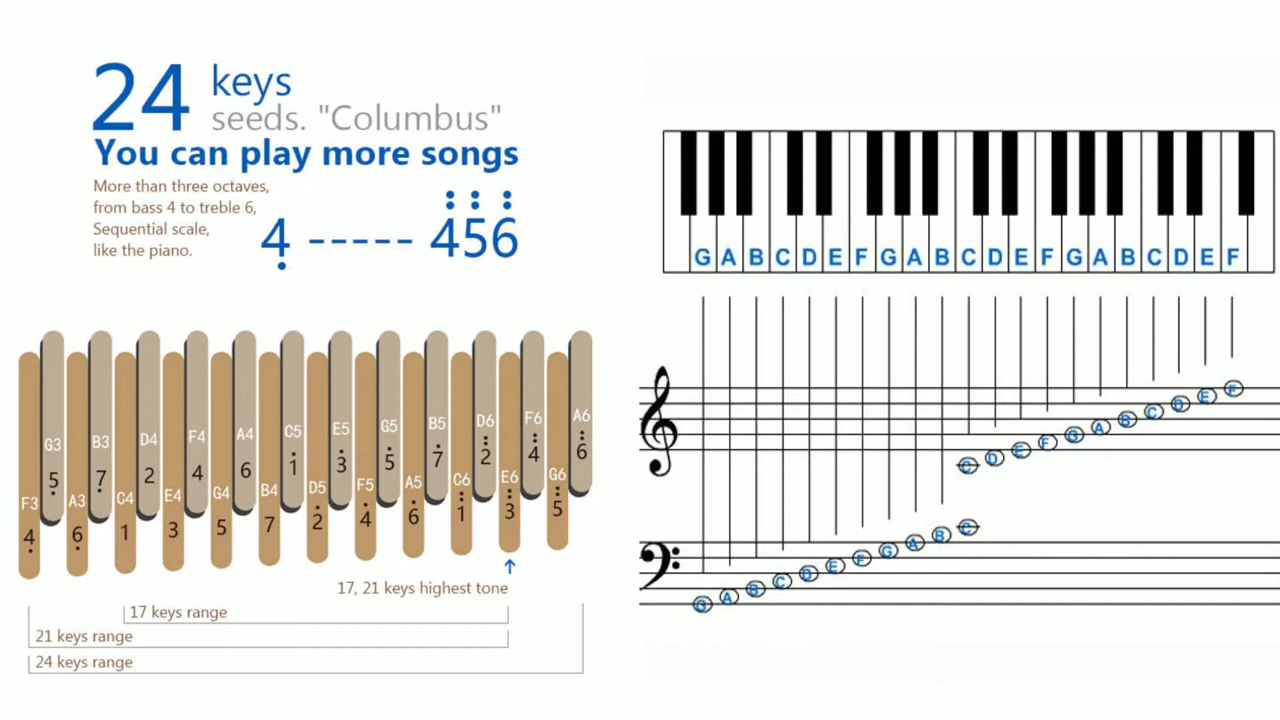 24 keys
seeds. "Columbus"
You can play more songs
More than three octaves,
from bass 4 to treble 6,
Sequential scale,
like the piano.
4 ----- 456
G3 B3 D4 F4 A4 C5 E5 G5 B5 D6 F6 A6
5 7 2 4 6 1 3 5 7 2 4 6
F3 A3 C4 E4 G4 B4 D5 F5 A5 C6 E6 G6
4 6 1 3 5 7 2 4 6 1 3 5
17, 21 keys highest tone
17 keys range
21 keys range
24 keys range
G A B C D E F G A B C D E F G A B C D E F
C D E F G A B C D E F
G A B C D E F G A B C